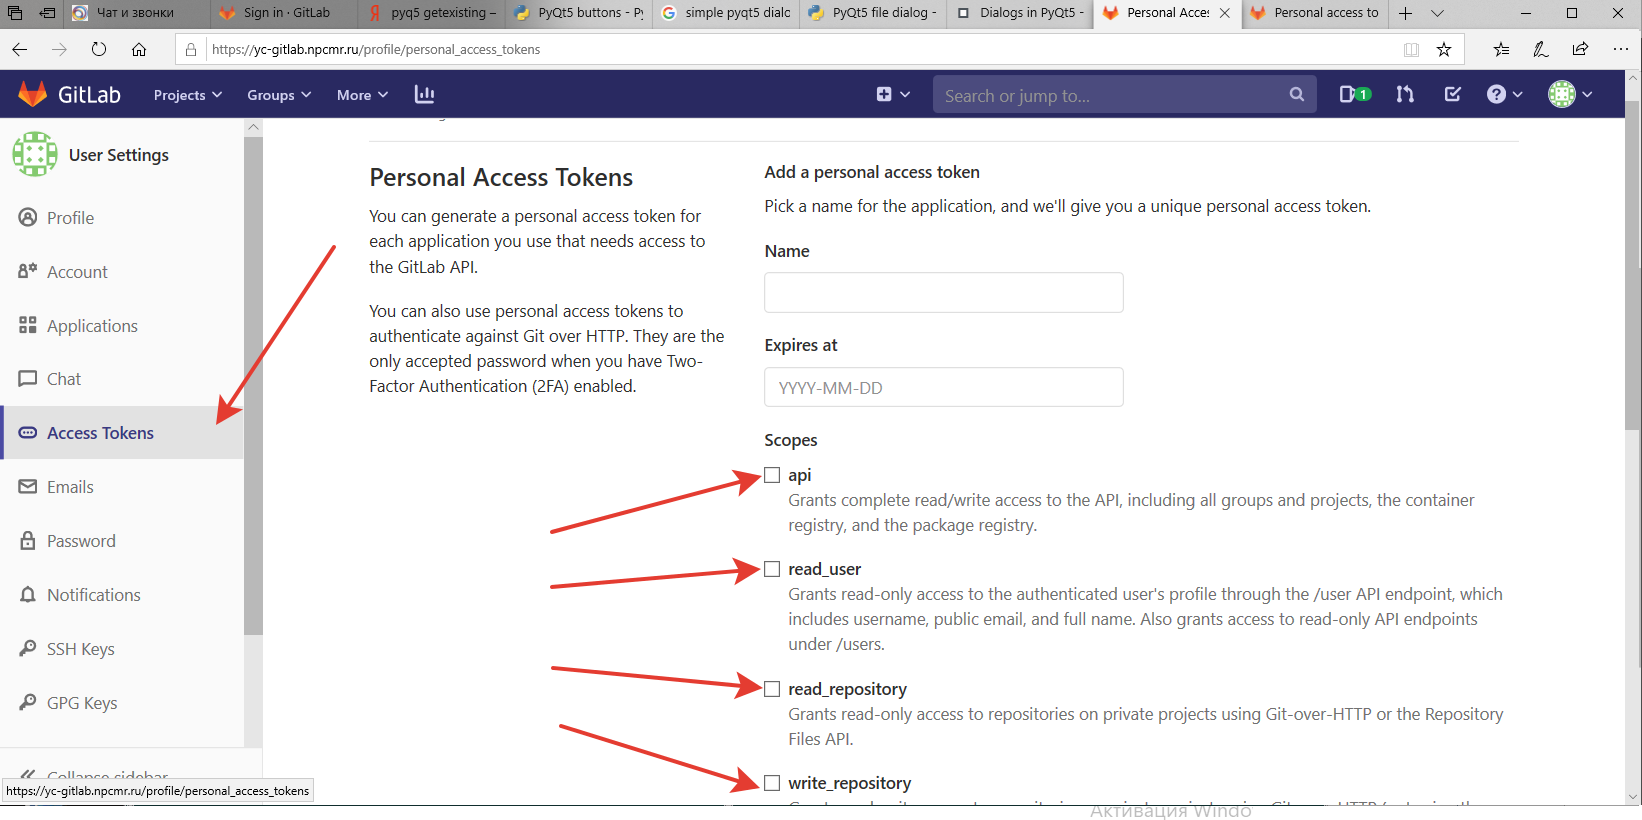 Чат и звонки
Sign in · GitLab
pyq5 getexisting –
PyQt5 buttons - Py
simple pyqt5 dialo
PyQt5 file dialog -
Dialogs in PyQt5 -
Personal Acces
Personal access to
https://yc-gitlab.npcmr.ru/profile/personal_access_tokens
GitLab
Projects
Groups
More
Search or jump to...
1
User Settings
Profile
Account
Applications
Chat
Access Tokens
Emails
Password
Notifications
SSH Keys
GPG Keys
Collapse sidebar
https://yc-gitlab.npcmr.ru/profile/personal_access_tokens
Personal Access Tokens
You can generate a personal access token for
each application you use that needs access to
the GitLab API.
You can also use personal access tokens to
authenticate against Git over HTTP. They are the
only accepted password when you have Two-
Factor Authentication (2FA) enabled.
Add a personal access token
Pick a name for the application, and we'll give you a unique personal access token.
Name
Expires at
YYYY-MM-DD
Scopes
api
Grants complete read/write access to the API, including all groups and projects, the container
registry, and the package registry.
read_user
Grants read-only access to the authenticated user's profile through the /user API endpoint, which
includes username, public email, and full name. Also grants access to read-only API endpoints
under /users.
read_repository
Grants read-only access to repositories on private projects using Git-over-HTTP or the Repository
Files API.
write_repository
Активация Windo